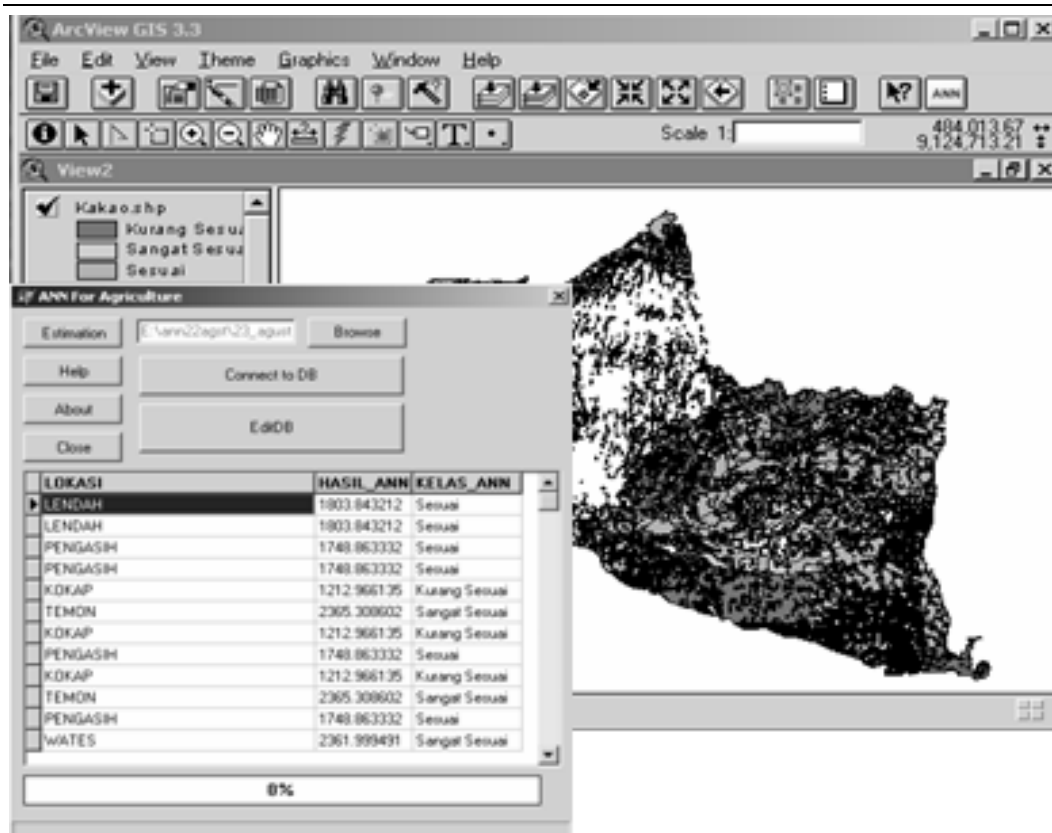 ArcView GIS 3.3
File Edit View Theme Graphics Window Help
ANN
Scale 1:
484,013.67
9,124,713.21
View2
Kakao.shp
Kurang Sesua
Sangat Sesua
Sesuai
ANN For Agriculture
Estimation E:\ann22agst\23_agust Browse
Help Connect to DB
About EditDB
Close
LOKASI HASIL_ANN KELAS_ANN
LENDAH 1803.843212 Sesuai
LENDAH 1803.843212 Sesuai
PENGASIH 1748.863332 Sesuai
PENGASIH 1748.863332 Sesuai
KOKAP 1212.966135 Kurang Sesuai
TEMON 2365.308602 Sangat Sesuai
KOKAP 1212.966135 Kurang Sesuai
PENGASIH 1748.863332 Sesuai
KOKAP 1212.966135 Kurang Sesuai
TEMON 2365.308602 Sangat Sesuai
PENGASIH 1748.863332 Sesuai
WATES 2361.999491 Sangat Sesuai
0%